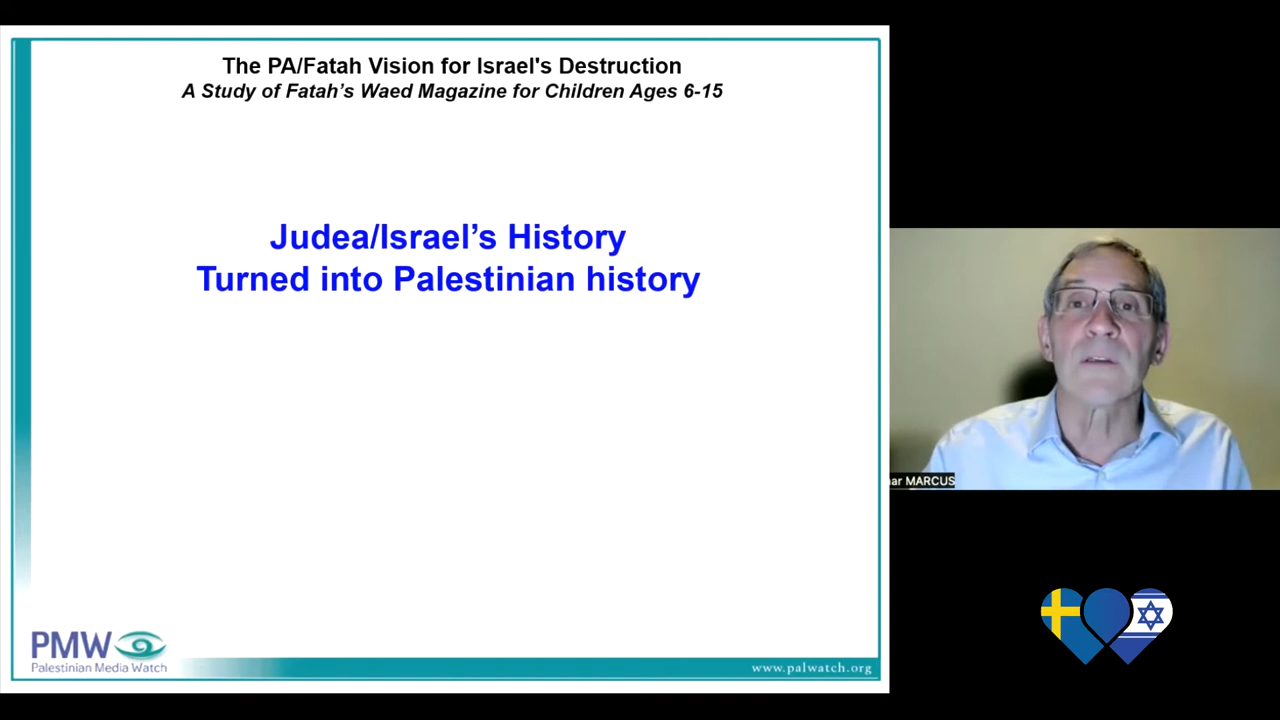 The PA/Fatah Vision for Israel's Destruction
A Study of Fatah’s Waed Magazine for Children Ages 6-15
Judea/Israel’s History
Turned into Palestinian history
ar MARCUS
PMW
Palestinian Media Watch
www.palwatch.org